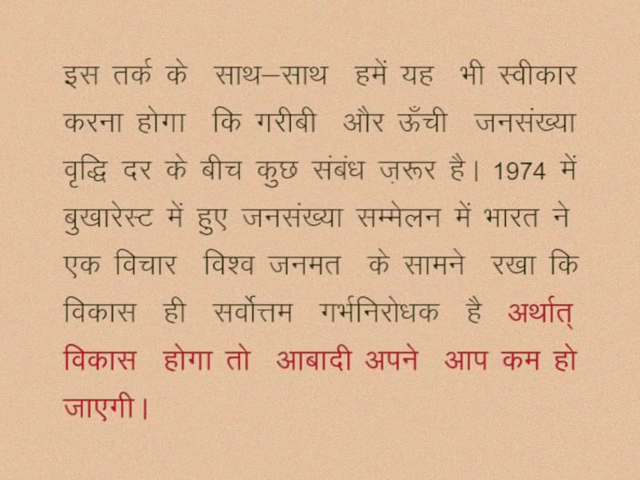 इस तर्क के साथ–साथ हमें यह भी स्वीकार
करना होगा कि गरीबी और ऊँची जनसंख्या
वृद्धि दर के बीच कुछ संबंध ज़रूर है। 1974 में
बुखारेस्ट में हुए जनसंख्या सम्मेलन में भारत ने
एक विचार विश्व जनमत के सामने रखा कि
विकास ही सर्वोत्तम गर्भनिरोधक है अर्थात्
विकास होगा तो आबादी अपने आप कम हो
जाएगी।